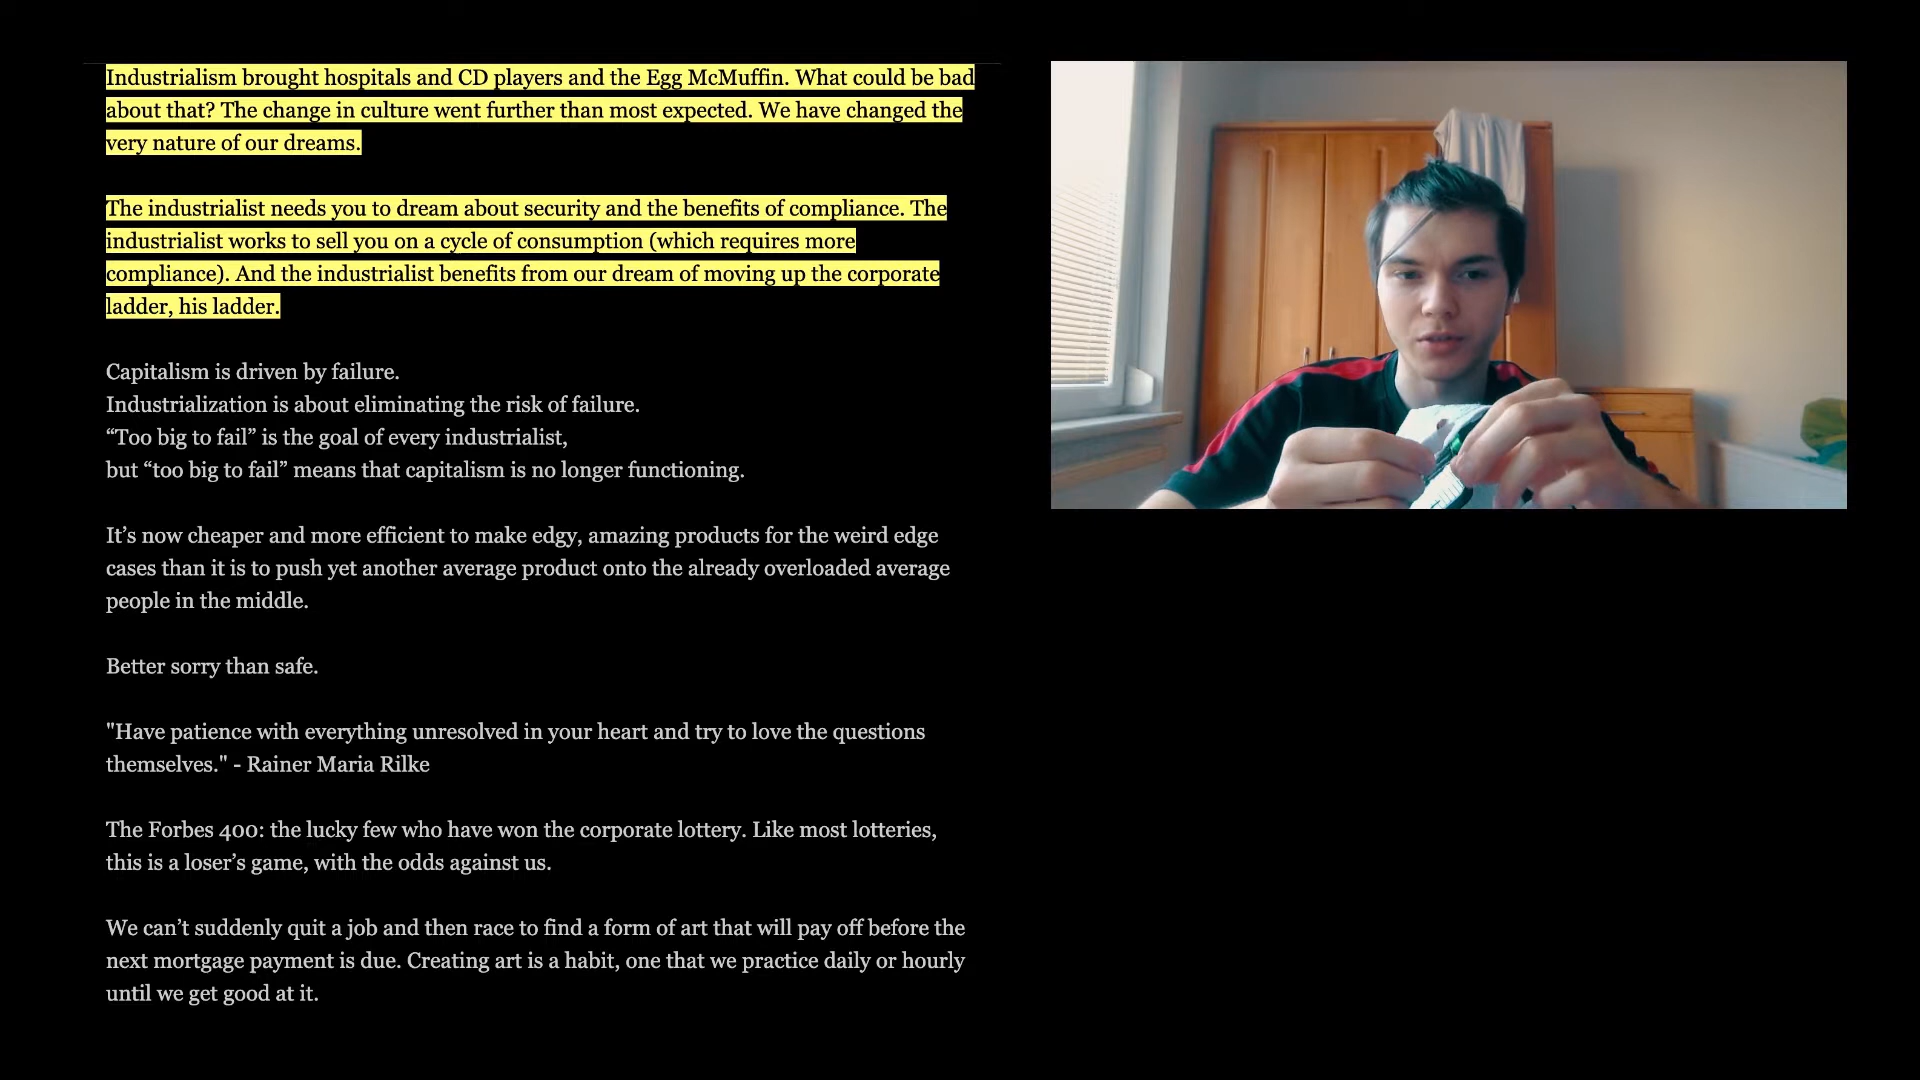 Industrialism brought hospitals and CD players and the Egg McMuffin. What could be bad
about that? The change in culture went further than most expected. We have changed the
very nature of our dreams.
The industrialist needs you to dream about security and the benefits of compliance. The
industrialist works to sell you on a cycle of consumption (which requires more
compliance). And the industrialist benefits from our dream of moving up the corporate
ladder, his ladder.
Capitalism is driven by failure.
Industrialization is about eliminating the risk of failure.
“Too big to fail” is the goal of every industrialist,
but “too big to fail” means that capitalism is no longer functioning.
It’s now cheaper and more efficient to make edgy, amazing products for the weird edge
cases than it is to push yet another average product onto the already overloaded average
people in the middle.
Better sorry than safe.
"Have patience with everything unresolved in your heart and try to love the questions
themselves." - Rainer Maria Rilke
The Forbes 400: the lucky few who have won the corporate lottery. Like most lotteries,
this is a loser’s game, with the odds against us.
We can’t suddenly quit a job and then race to find a form of art that will pay off before the
next mortgage payment is due. Creating art is a habit, one that we practice daily or hourly
until we get good at it.